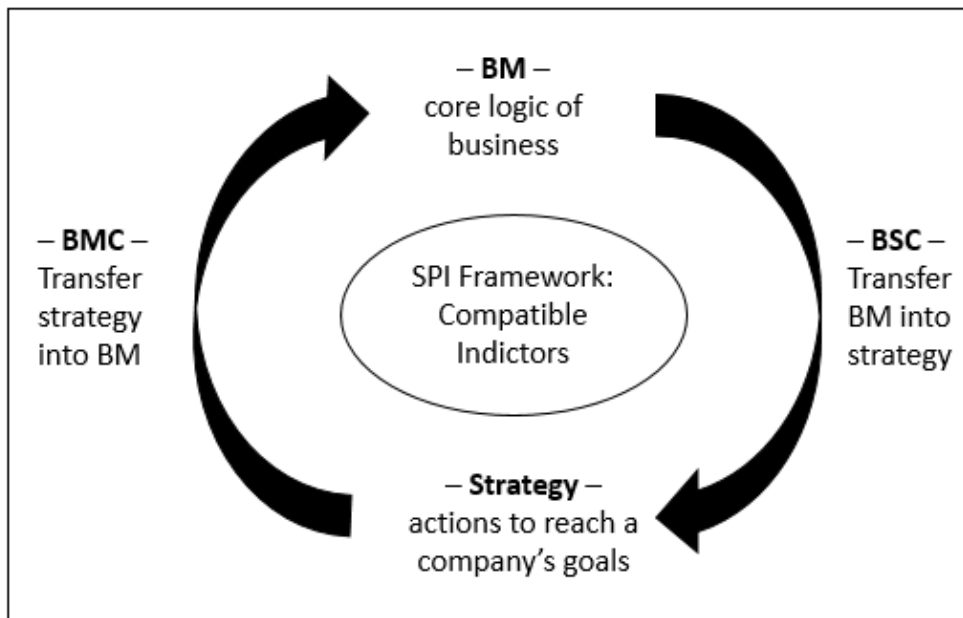 – BM –
core logic of
business
– BMC –
Transfer
strategy
into BM
SPI Framework:
Compatible
Indictors
– BSC –
Transfer
BM into
strategy
– Strategy –
actions to reach a
company's goals